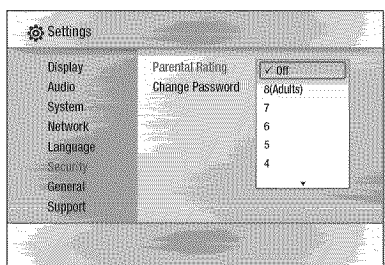 Settings
Display
Audio
System
Network
Language
Security
General
Support
Parental Rating
Change Password
✓ Off
8(Adults)
7
6
5
4